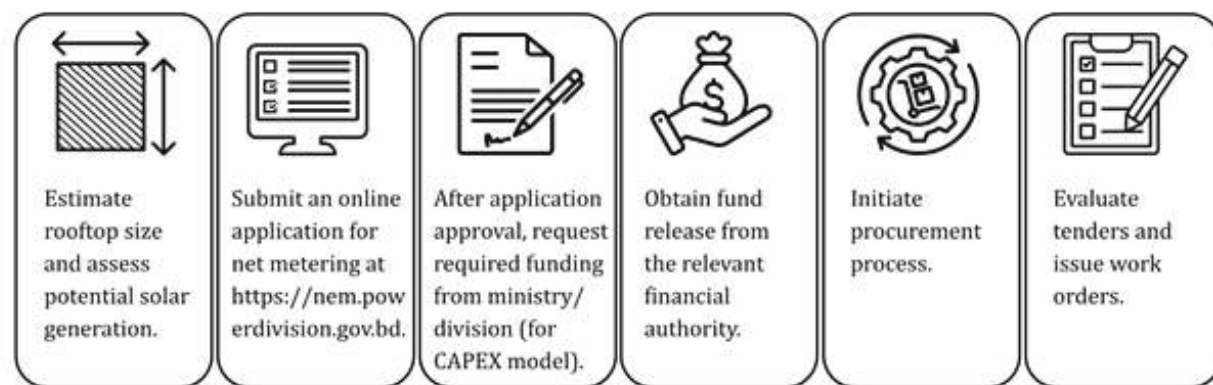 Estimate
rooftop size
and assess
potential solar
generation.
Submit an online
application for
net metering at
https://nem.pow
erdivision.gov.bd.
After application
approval, request
required funding
from ministry/
division (for
CAPEX model).
Obtain fund
release from
the relevant
financial
authority.
Initiate
procurement
process.
Evaluate
tenders and
issue work
orders.